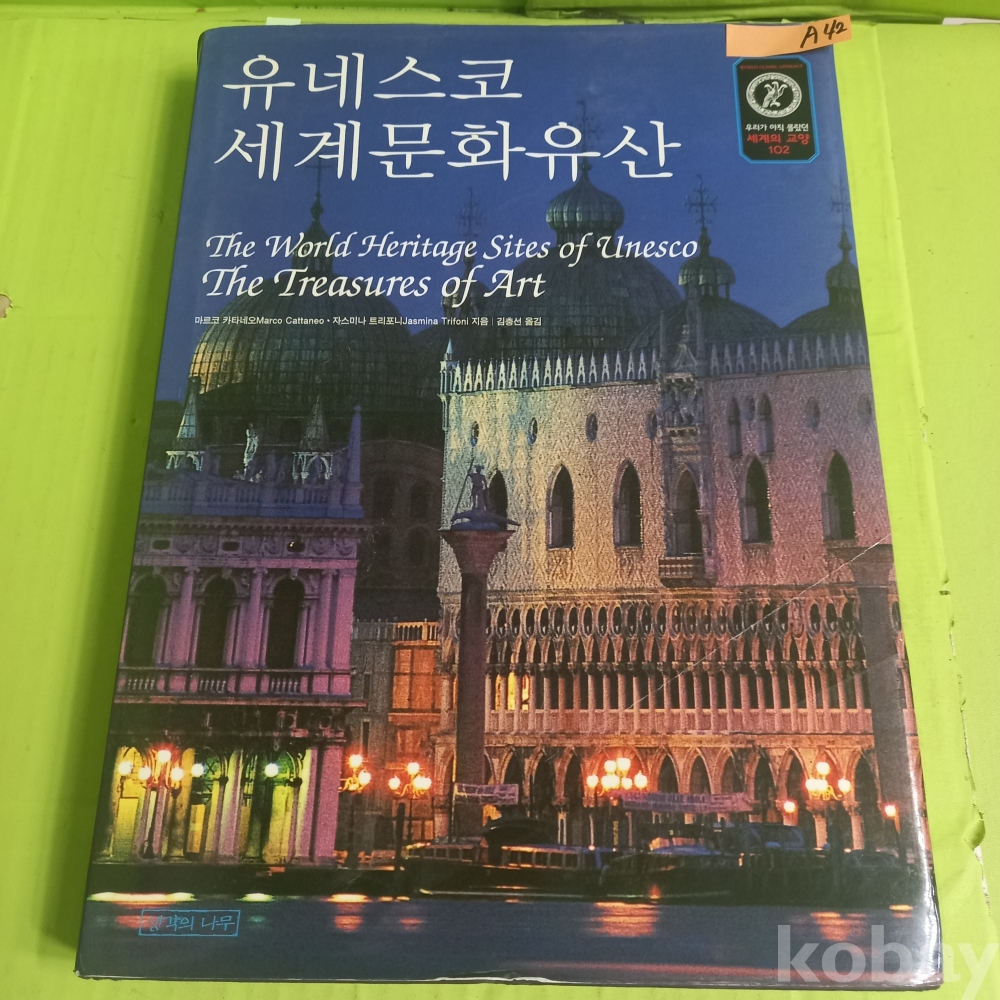 A42
유네스코
세계문화유산
우리가 아직 몰랐던
세계의 교양
102
The World Heritage Sites of Unesco
The Treasures of Art
마르코 카타네오Marco Cattaneo · 자스미나 트리포니Jasmina Trifoni 지음 | 김충선 옮김
생각의 나무
kobay